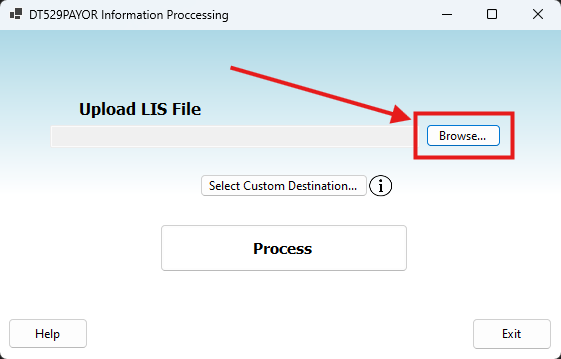 DT529PAYOR Information Proccessing
Upload LIS File
Browse...
Select Custom Destination...
i
Process
Help
Exit